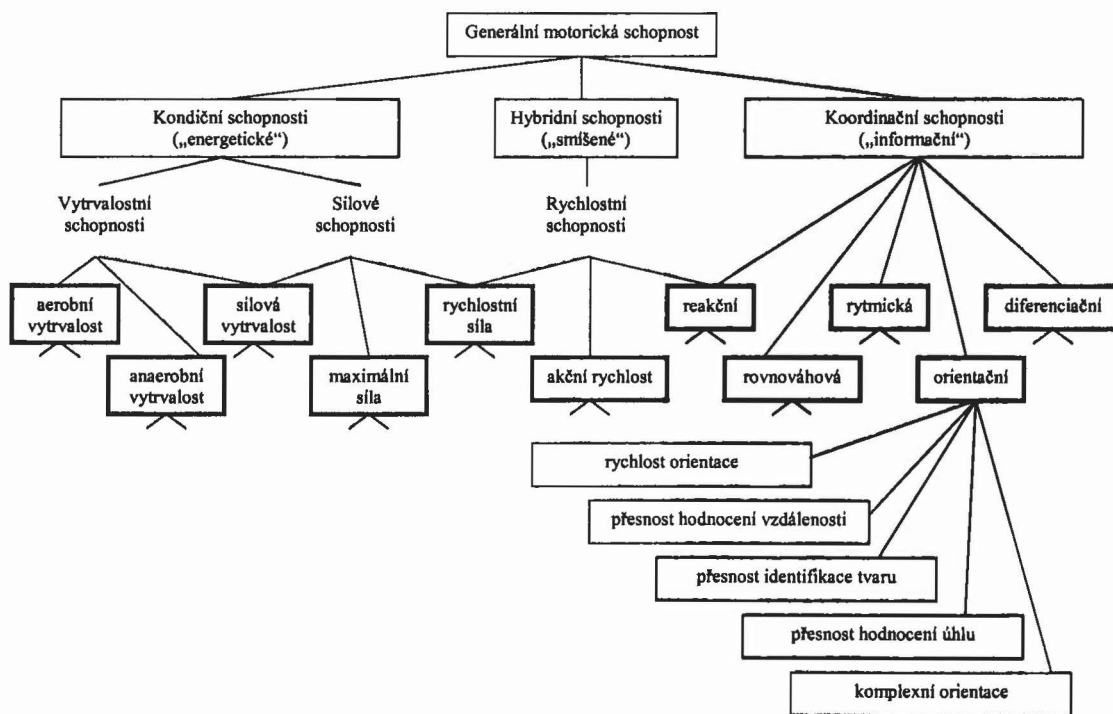 Generální motorická schopnost
Kondiční schopnosti
(„energetické“)
Hybridní schopnosti
(„smíšené“)
Koordinační schopnosti
(„informační“)
Vytrvalostní
schopnosti
Silové
schopnosti
Rychlostní
schopnosti
aerobní
vytrvalost
silová
vytrvalost
rychlostní
síla
reakční
rytmická
diferenciační
anaerobní
vytrvalost
maximální
síla
akční rychlost
rovnováhová
orientační
rychlost orientace
přesnost hodnocení vzdálenosti
přesnost identifikace tvaru
přesnost hodnocení úhlu
komplexní orientace